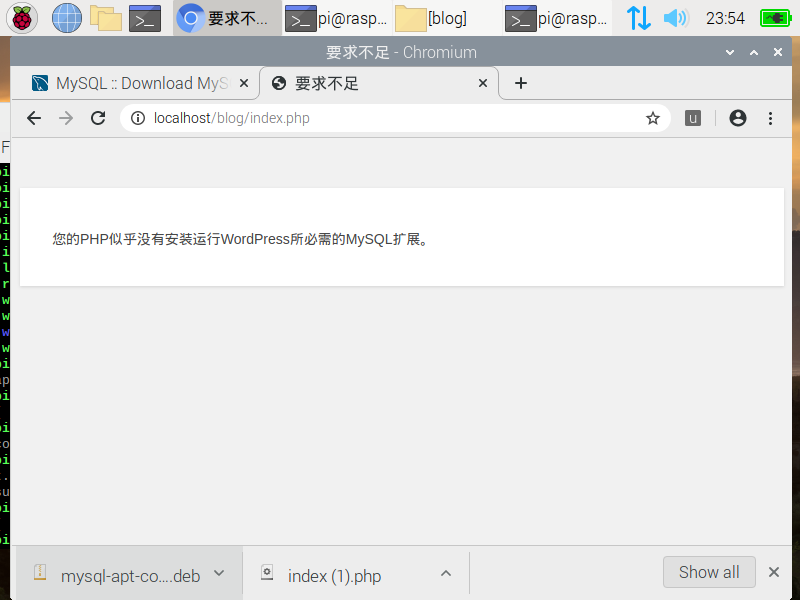 要求不...
pi@rasp...
[blog]
pi@rasp...
23:54
要求不足 - Chromium
MySQL :: Download MyS
要求不足
localhost/blog/index.php
u
您的PHP似乎没有安装运行WordPress所必需的MySQL扩展。
mysql-apt-co....deb
index (1).php
Show all